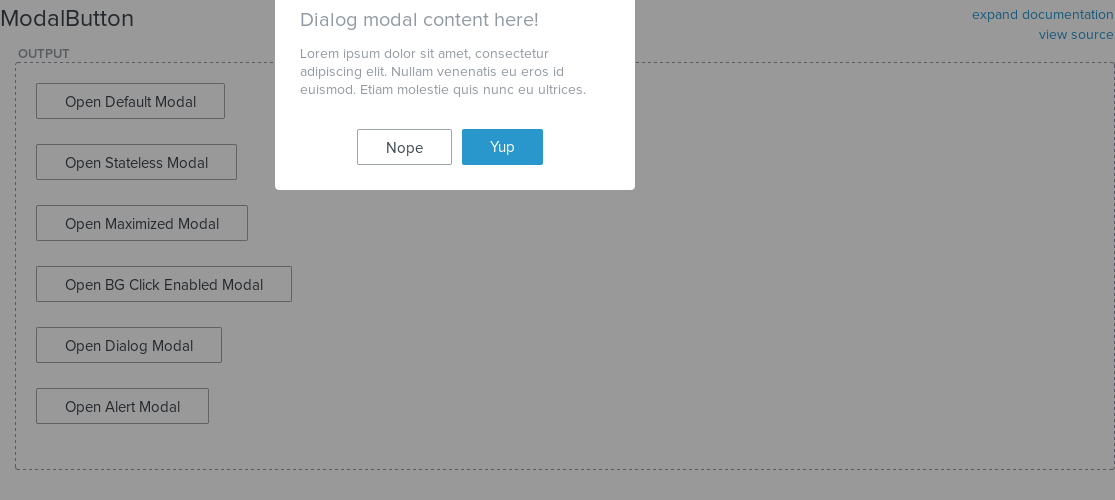 ModalButton
expand documentation
view source
OUTPUT
Dialog modal content here!
Lorem ipsum dolor sit amet, consectetur
adipiscing elit. Nullam venenatis eu eros id
euismod. Etiam molestie quis nunc eu ultrices.
Nope
Yup
Open Default Modal
Open Stateless Modal
Open Maximized Modal
Open BG Click Enabled Modal
Open Dialog Modal
Open Alert Modal